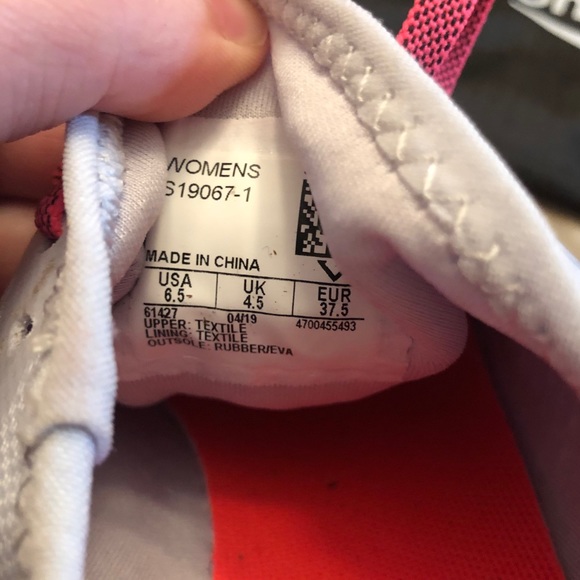 WOMENS
S19067-1
MADE IN CHINA
USA UK EUR
6.5 4.5 37.5
61427 04/19 4700455493
UPPER: TEXTILE
LINING: TEXTILE
OUTSOLE: RUBBER/EVA